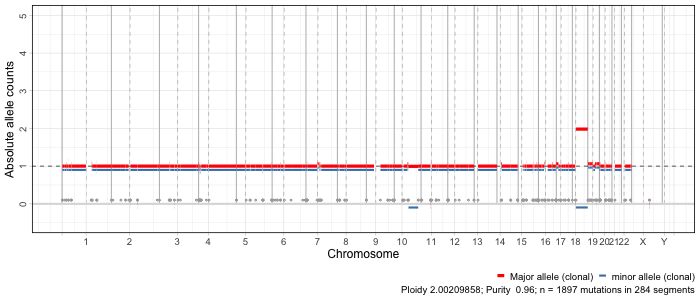 Absolute allele counts
5
4
3
2
1
0
1 2 3 4 5 6 7 8 9 10 11 12 13 14 15 16 17 18 19 20 21 22 X Y
Chromosome
Major allele (clonal) minor allele (clonal)
Ploidy 2.00209858; Purity 0.96; n = 1897 mutations in 284 segments